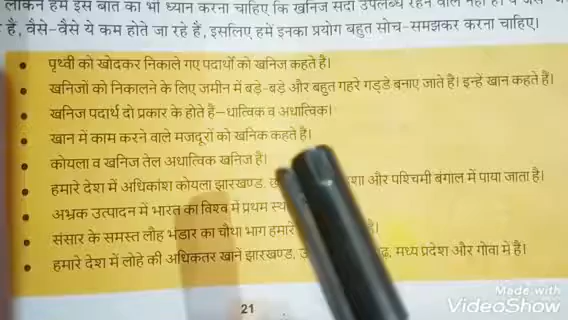 लेकिन हमें इस बात का भी ध्यान करना चाहिए कि खनिज सदा उपलब्ध रहने वाले नहीं हैं।
हैं, वैसे-वैसे ये कम होते जा रहे हैं, इसलिए हमें इनका प्रयोग बहुत सोच-समझकर करना चाहिए।
• पृथ्वी को खोदकर निकाले गए पदार्थों को खनिज कहते हैं।
• खनिजों को निकालने के लिए जमीन में बड़े-बड़े और बहुत गहरे गड्डे बनाए जाते हैं। इन्हें खान कहते हैं।
• खनिज पदार्थ दो प्रकार के होते हैं–धात्विक व अधात्विक।
• खान में काम करने वाले मजदूरों को खनिक कहते हैं।
• कोयला व खनिज तेल अधात्विक खनिज हैं।
• हमारे देश में अधिकांश कोयला झारखण्ड, और पश्चिमी बंगाल में पाया जाता है।
• अभ्रक उत्पादन में भारत का विश्व में प्रथम
• संसार के समस्त लौह भंडार का चौथा भाग हमारे है।
• हमारे देश में लोहे की अधिकतर खानें झारखण्ड, मध्य प्रदेश और गोवा में हैं।
21
Made with
VideoShow